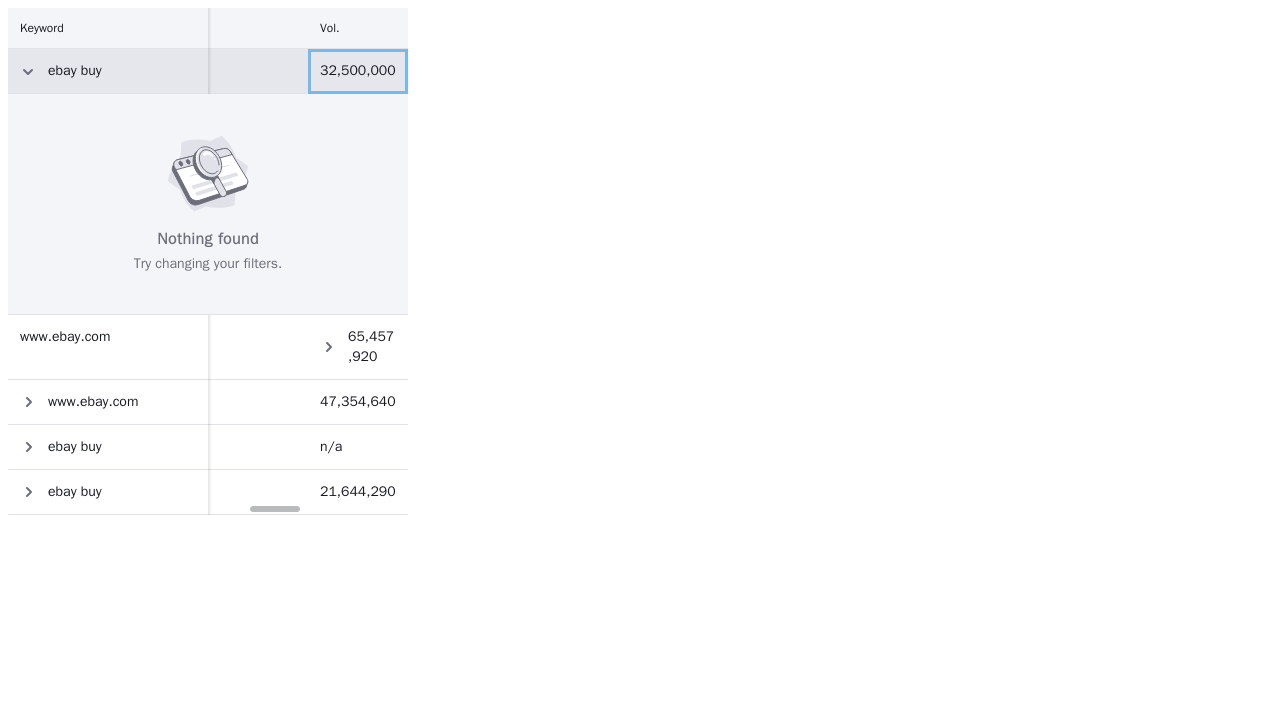 Keyword Vol.
ebay buy 32,500,000
Nothing found
Try changing your filters.
www.ebay.com 65,457
,920
www.ebay.com 47,354,640
ebay buy n/a
ebay buy 21,644,290